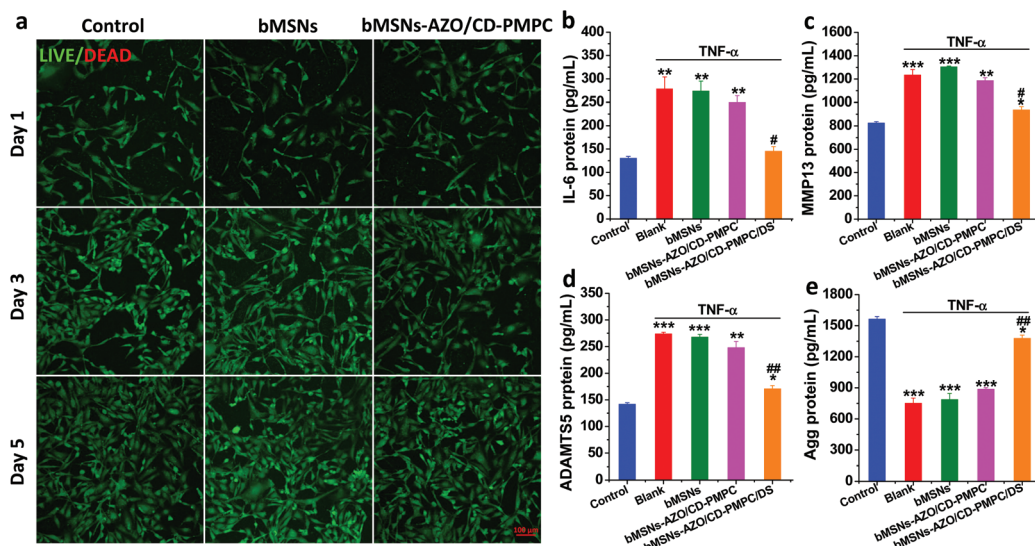 a
Control
bMSNs
bMSNs-AZO/CD-PMPC
LIVE/DEAD
Day 1
Day 3
Day 5
100 µm
b
TNF-α
IL-6 protein (pg/mL)
350
300
250
200
150
100
50
0
**
**
**
#
Control
Blank
bMSNs
bMSNs-AZO/CD-PMPC
bMSNs-AZO/CD-PMPC/DS
c
TNF-α
MMP13 protein (pg/mL)
1600
1400
1200
1000
800
600
400
200
0
***
***
**
#
*
Control
Blank
bMSNs
bMSNs-AZO/CD-PMPC
bMSNs-AZO/CD-PMPC/DS
d
TNF-α
ADAMTS5 prptein (pg/mL)
350
300
250
200
150
100
50
0
***
***
**
##
*
Control
Blank
bMSNs
bMSNs-AZO/CD-PMPC
bMSNs-AZO/CD-PMPC/DS
e
TNF-α
Agg protein (pg/mL)
1800
1500
1200
900
600
300
0
***
***
***
##
*
Control
Blank
bMSNs
bMSNs-AZO/CD-PMPC
bMSNs-AZO/CD-PMPC/DS